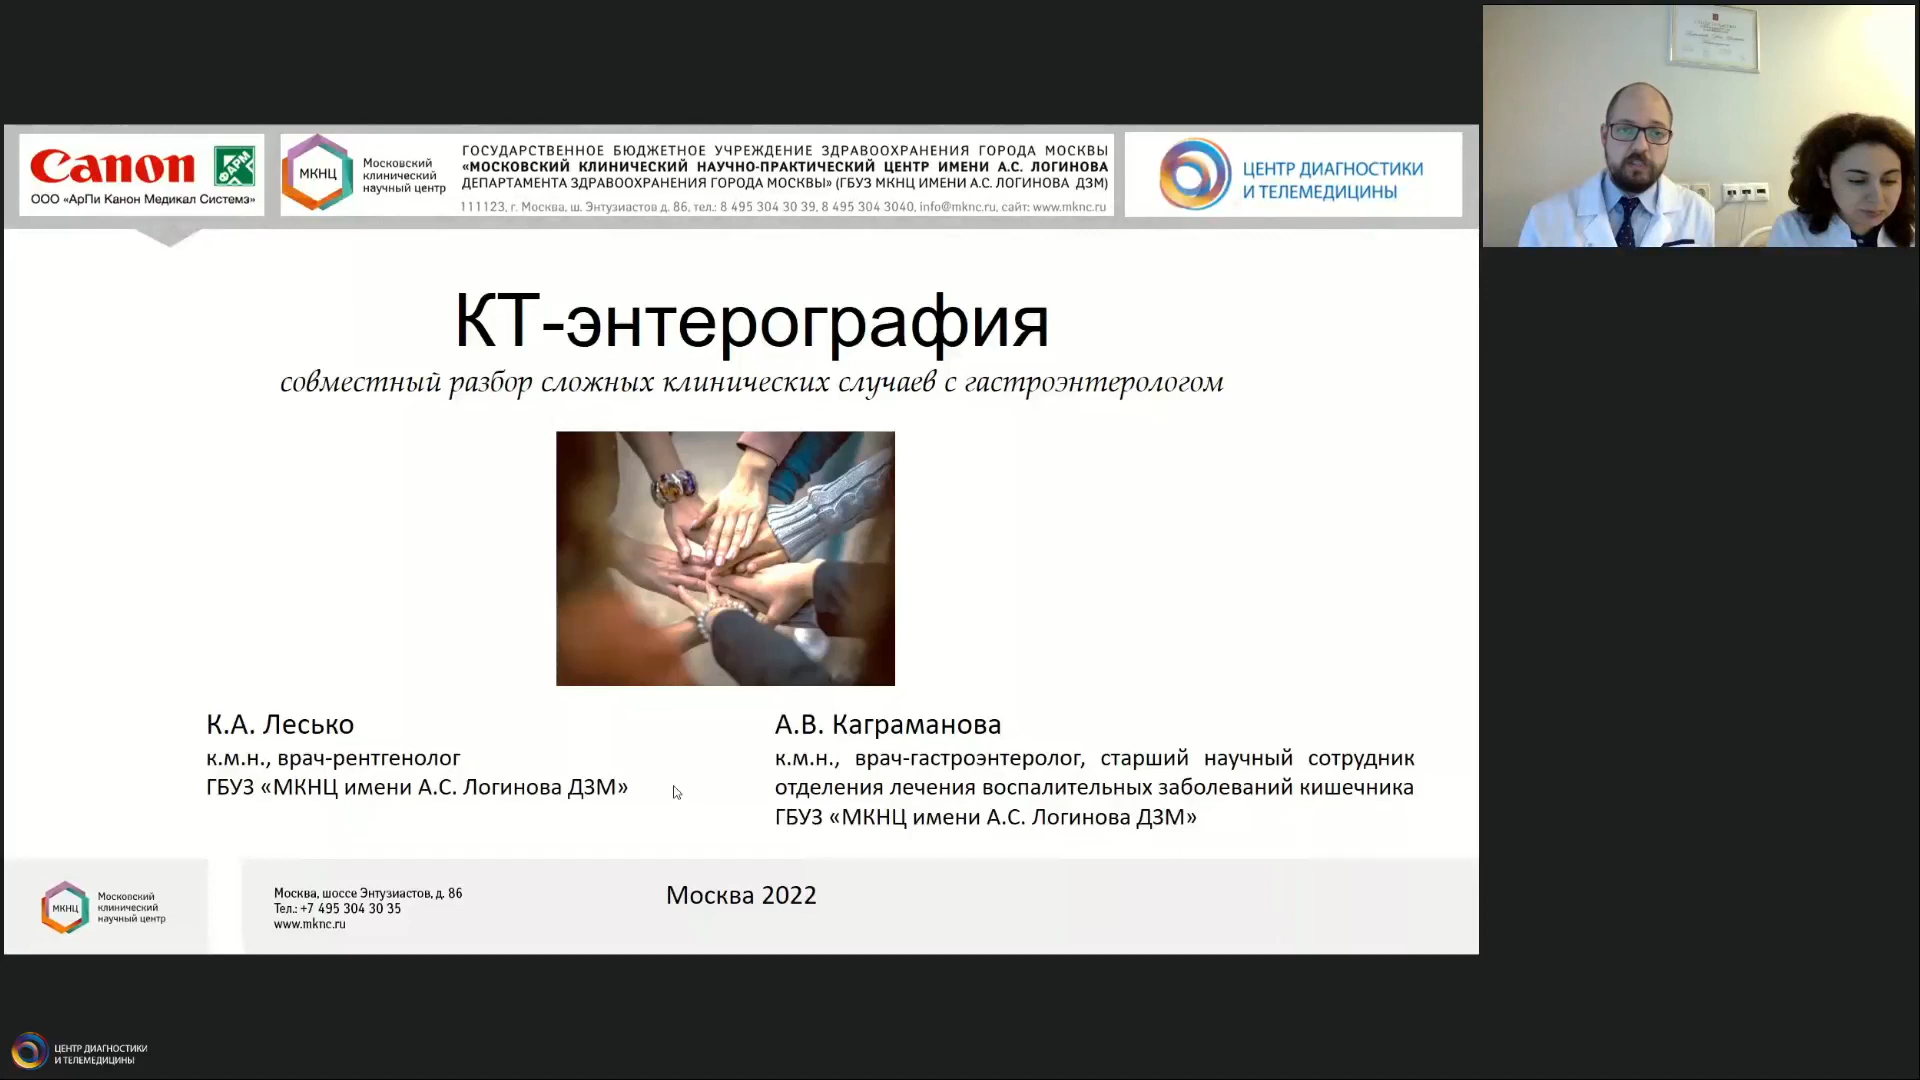 Canon
ФАРМ
ООО «АрПи Канон Медикал Системз»
МКНЦ
Московский
клинический
научный центр
ГОСУДАРСТВЕННОЕ БЮДЖЕТНОЕ УЧРЕЖДЕНИЕ ЗДРАВООХРАНЕНИЯ ГОРОДА МОСКВЫ
«МОСКОВСКИЙ КЛИНИЧЕСКИЙ НАУЧНО-ПРАКТИЧЕСКИЙ ЦЕНТР ИМЕНИ А.С. ЛОГИНОВА
ДЕПАРТАМЕНТА ЗДРАВООХРАНЕНИЯ ГОРОДА МОСКВЫ» (ГБУЗ МКНЦ ИМЕНИ А.С. ЛОГИНОВА ДЗМ)
111123, г. Москва, ш. Энтузиастов д. 86, тел.: 8 495 304 30 39, 8 495 304 3040, info@mknc.ru, сайт: www.mknc.ru
ЦЕНТР ДИАГНОСТИКИ
И ТЕЛЕМЕДИЦИНЫ
КТ-энтерография
совместный разбор сложных клинических случаев с гастроэнтерологом
К.А. Лесько
к.м.н., врач-рентгенолог
ГБУЗ «МКНЦ имени А.С. Логинова ДЗМ»
А.В. Каграманова
к.м.н., врач-гастроэнтеролог, старший научный сотрудник
отделения лечения воспалительных заболеваний кишечника
ГБУЗ «МКНЦ имени А.С. Логинова ДЗМ»
МКНЦ
Московский
клинический
научный центр
Москва, шоссе Энтузиастов, д. 86
Тел.: +7 495 304 30 35
www.mknc.ru
Москва 2022
ЦЕНТР ДИАГНОСТИКИ
И ТЕЛЕМЕДИЦИНЫ